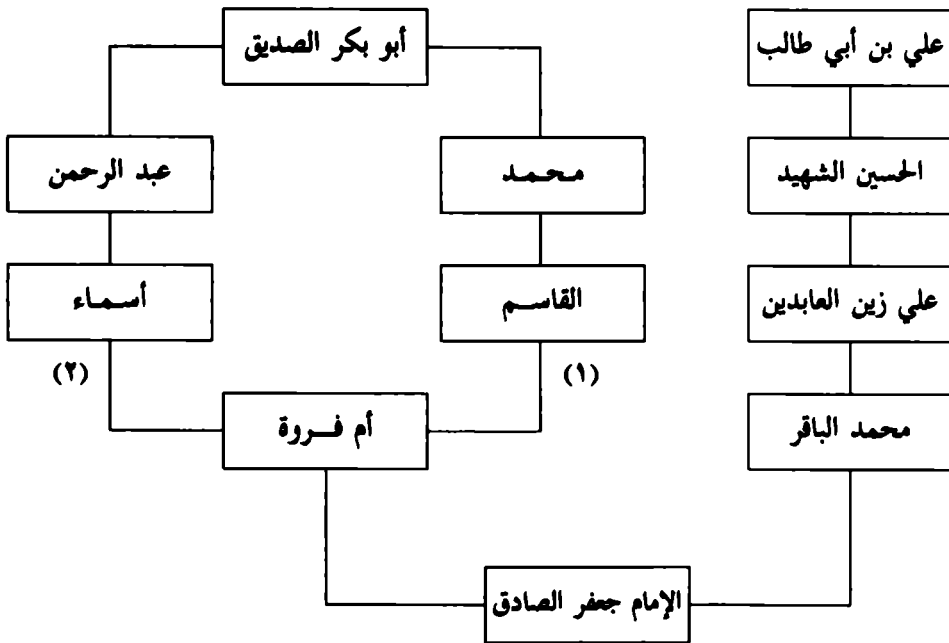 علي بن أبي طالب
أبو بكر الصديق
الحسين الشهيد
محمد
عبد الرحمن
علي زين العابدين
القاسم
أسماء
(١)
(٢)
محمد الباقر
أم فروة
الإمام جعفر الصادق